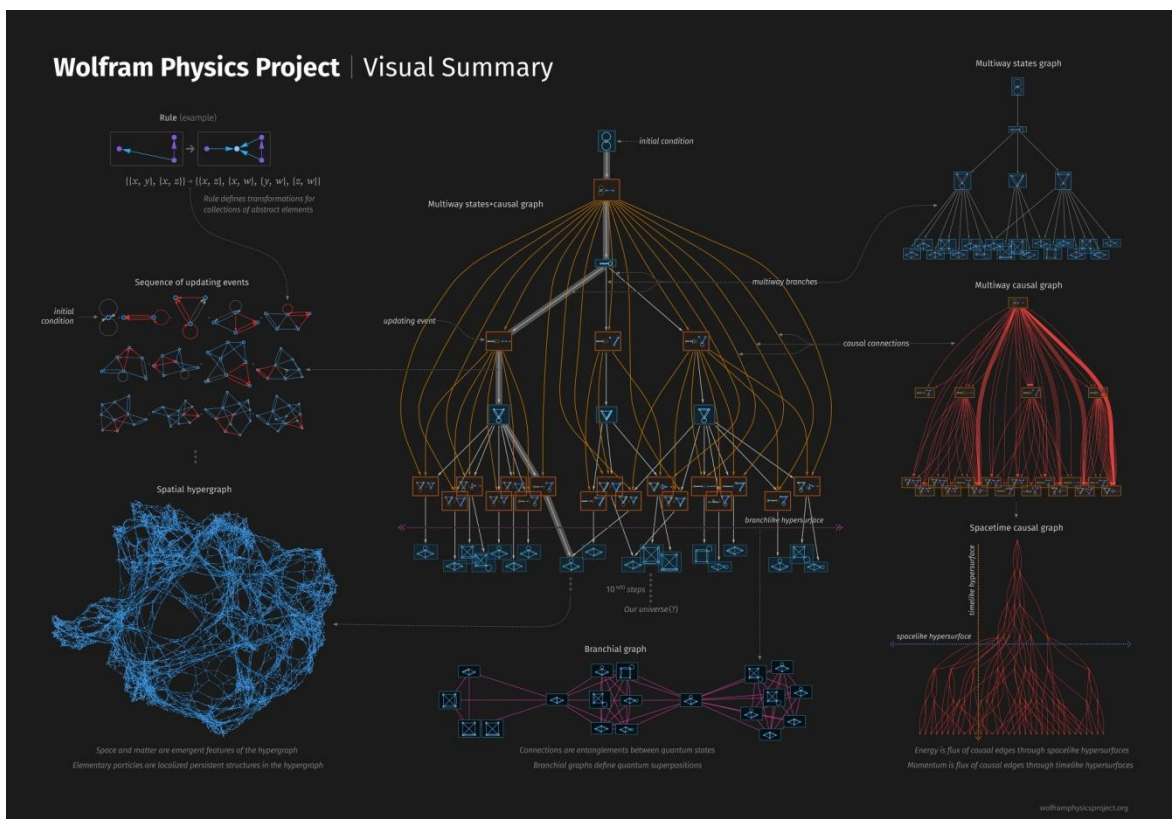 Wolfram Physics Project | Visual Summary
Rule (example)
{{x, y}, {x, z}} → {{x, z}, {x, w}, {y, w}, {z, w}}
Rule defines transformations for
collections of abstract elements
Sequence of updating events
initial
condition
Spatial hypergraph
Space and matter are emergent features of the hypergraph
Elementary particles are localized persistent structures in the hypergraph
initial condition
Multiway states+causal graph
multiway branches
updating event
causal connections
branchlike hypersurface
10⁴⁰⁰ steps
Our universe(?)
Branchial graph
Connections are entanglements between quantum states
Branchial graphs define quantum superpositions
Multiway states graph
Multiway causal graph
Spacetime causal graph
timelike hypersurface
spacelike hypersurface
Energy is flux of causal edges through spacelike hypersurfaces
Momentum is flux of causal edges through timelike hypersurfaces
wolframphysicsproject.org